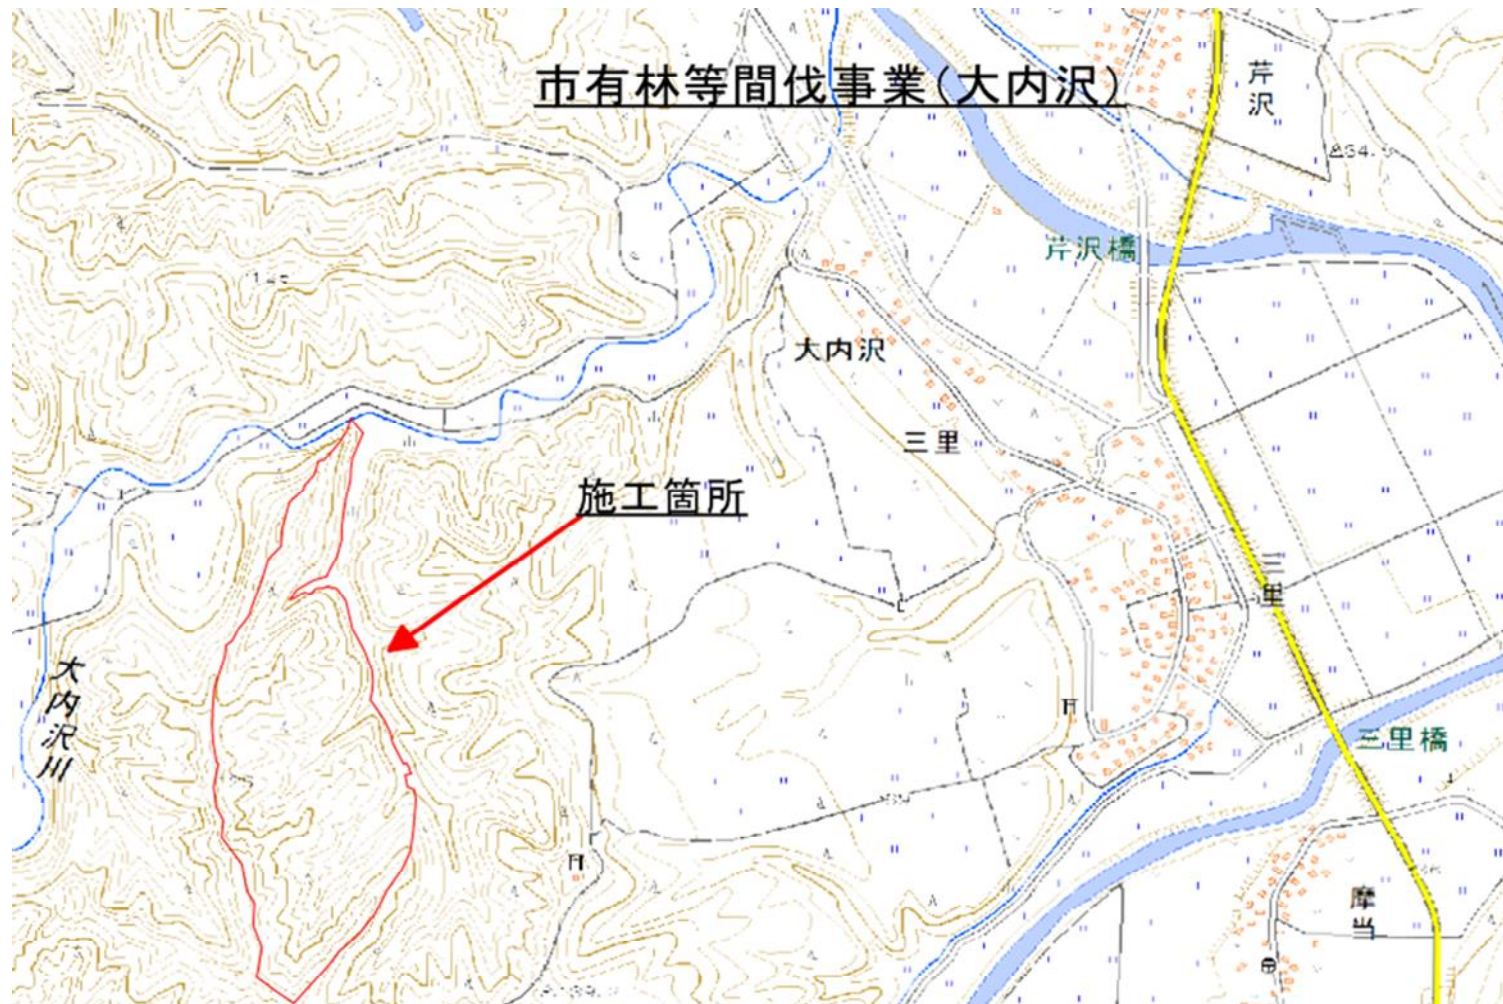 市有林等間伐事業(大内沢)
芹沢
芹沢橋
大内沢
三里
施工箇所
三里
大内沢川
三里橋
摩当